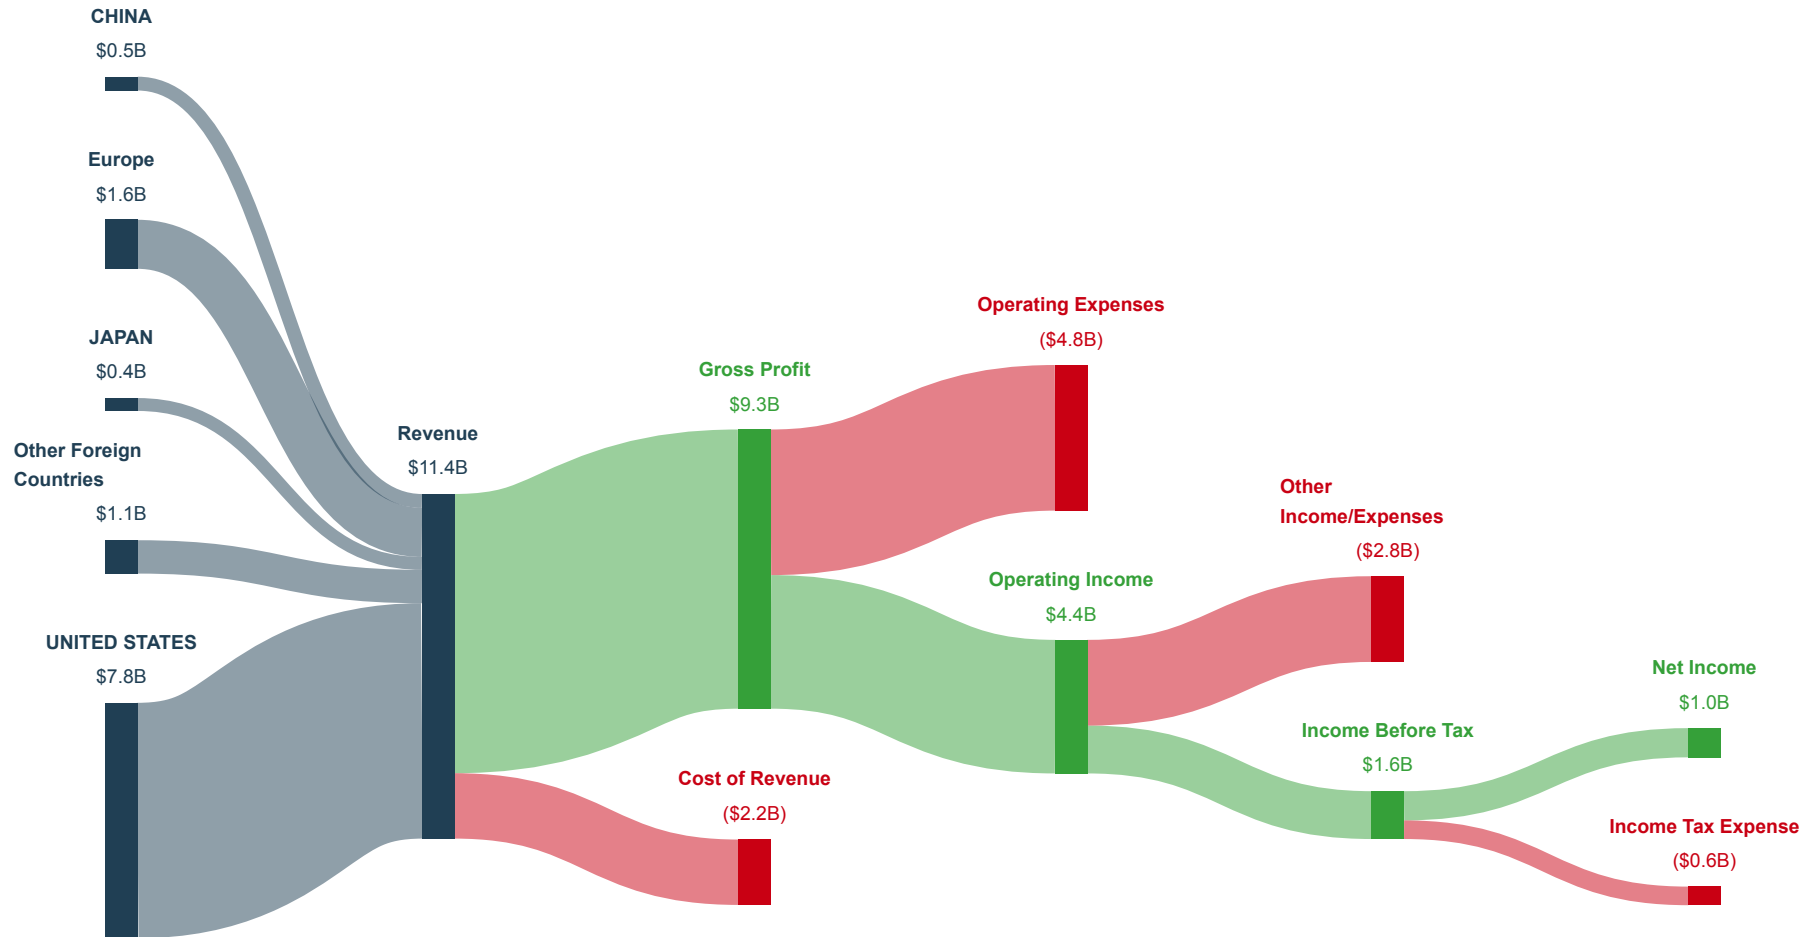 CHINA
$0.5B
Europe
$1.6B
JAPAN
$0.4B
Other Foreign
Countries
$1.1B
UNITED STATES
$7.8B
Revenue
$11.4B
Gross Profit
$9.3B
Cost of Revenue
($2.2B)
Operating Expenses
($4.8B)
Operating Income
$4.4B
Other
Income/Expenses
($2.8B)
Income Before Tax
$1.6B
Net Income
$1.0B
Income Tax Expense
($0.6B)